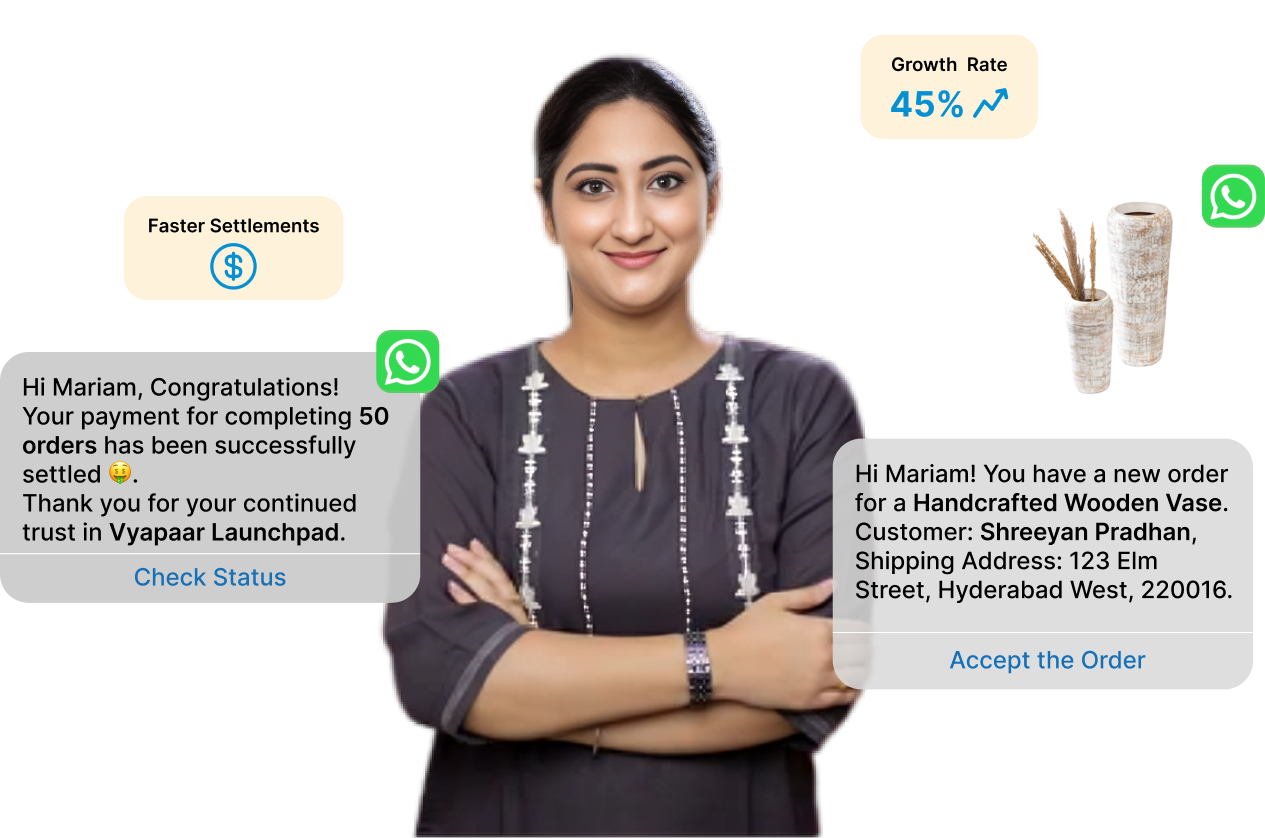 Growth Rate
45%
Faster Settlements
$
Hi Mariam, Congratulations!
Your payment for completing 50
orders has been successfully
settled 🤑.
Thank you for your continued
trust in Vyapaar Launchpad.
Check Status
Hi Mariam! You have a new order
for a Handcrafted Wooden Vase.
Customer: Shreeyan Pradhan,
Shipping Address: 123 Elm
Street, Hyderabad West, 220016.
Accept the Order